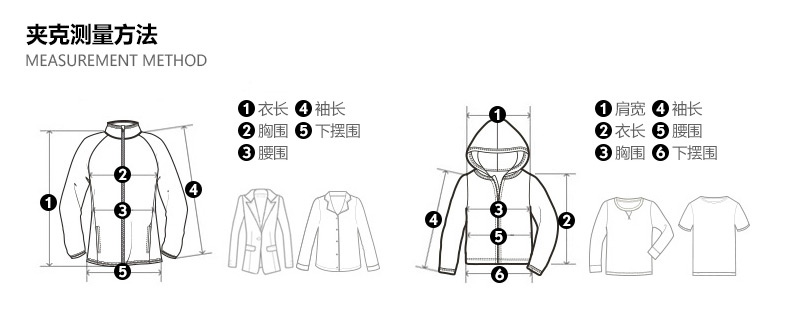 夹克测量方法
MEASUREMENT METHOD
1 衣长 4 袖长
2 胸围 5 下摆围
3 腰围
1
2
3
4
5
1 肩宽 4 袖长
2 衣长 5 腰围
3 胸围 6 下摆围
1
2
3
4
5
6